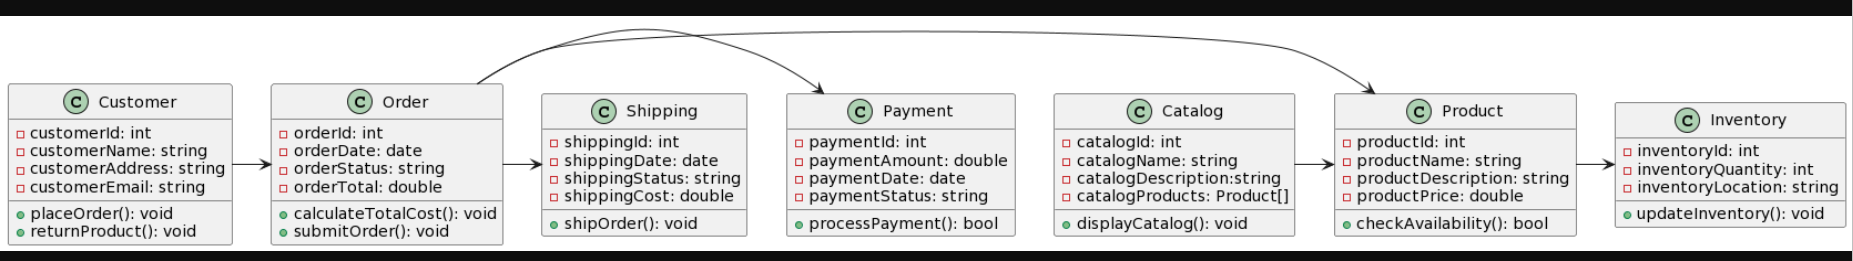 C Customer
customerId: int
customerName: string
customerAddress: string
customerEmail: string
placeOrder(): void
returnProduct(): void
C Order
orderId: int
orderDate: date
orderStatus: string
orderTotal: double
calculateTotalCost(): void
submitOrder(): void
C Shipping
shippingId: int
shippingDate: date
shippingStatus: string
shippingCost: double
shipOrder(): void
C Payment
paymentId: int
paymentAmount: double
paymentDate: date
paymentStatus: string
processPayment(): bool
C Catalog
catalogId: int
catalogName: string
catalogDescription:string
catalogProducts: Product[]
displayCatalog(): void
C Product
productId: int
productName: string
productDescription: string
productPrice: double
checkAvailability(): bool
C Inventory
inventoryId: int
inventoryQuantity: int
inventoryLocation: string
updateInventory(): void